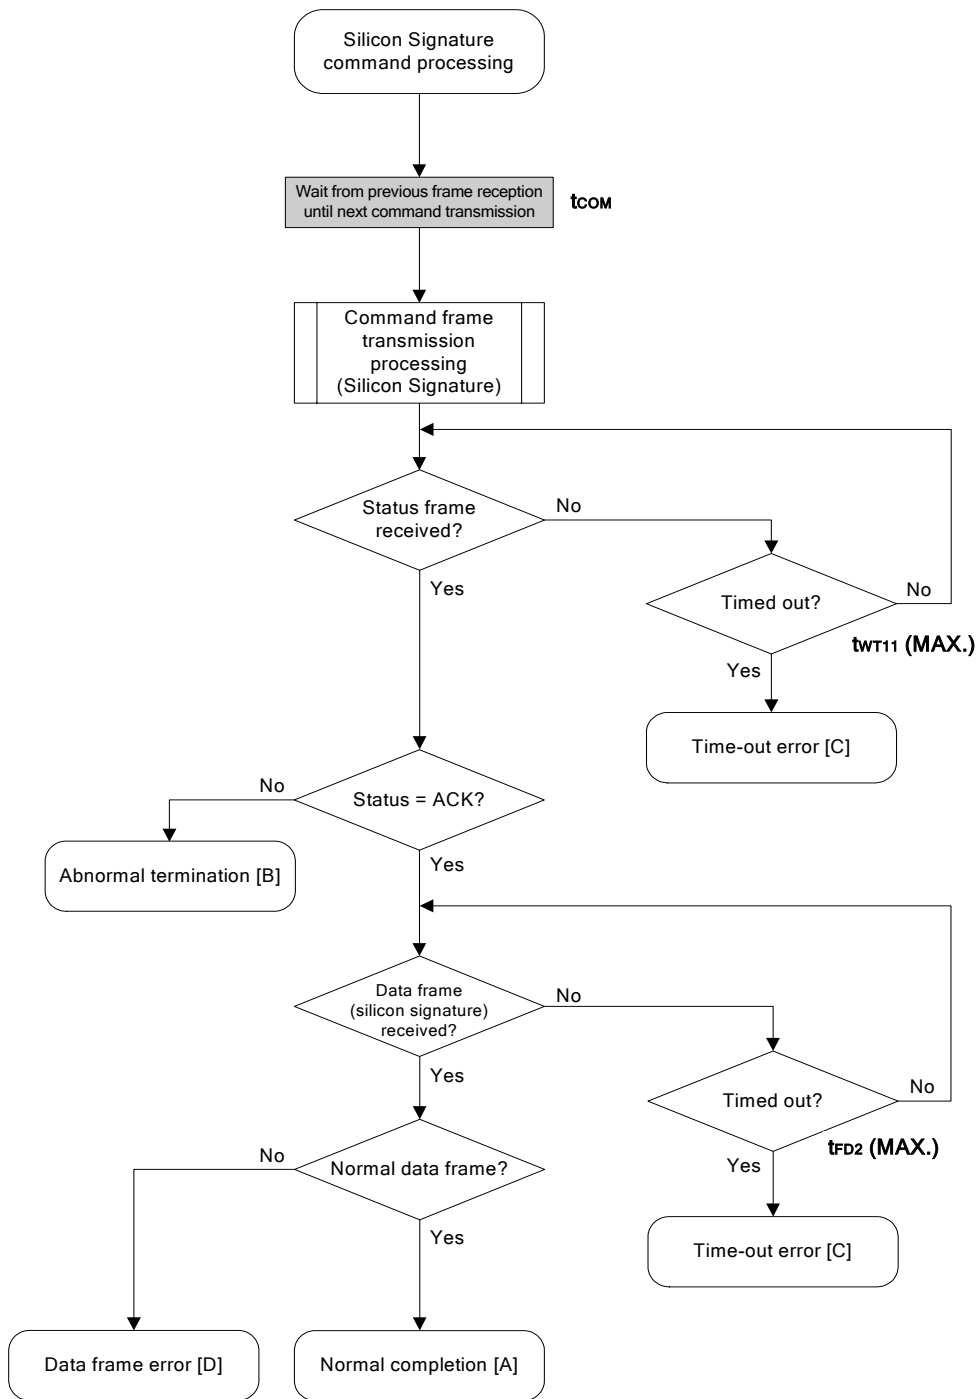 Silicon Signature
command processing
Wait from previous frame reception
until next command transmission
tCOM
Command frame
transmission
processing
(Silicon Signature)
Status frame
received?
No
Yes
Timed out?
No
tWT11 (MAX.)
Yes
Time-out error [C]
No
Status = ACK?
Abnormal termination [B]
Yes
Data frame
(silicon signature)
received?
No
Yes
Timed out?
No
tFD2 (MAX.)
Yes
Time-out error [C]
No
Normal data frame?
Yes
Data frame error [D]
Normal completion [A]